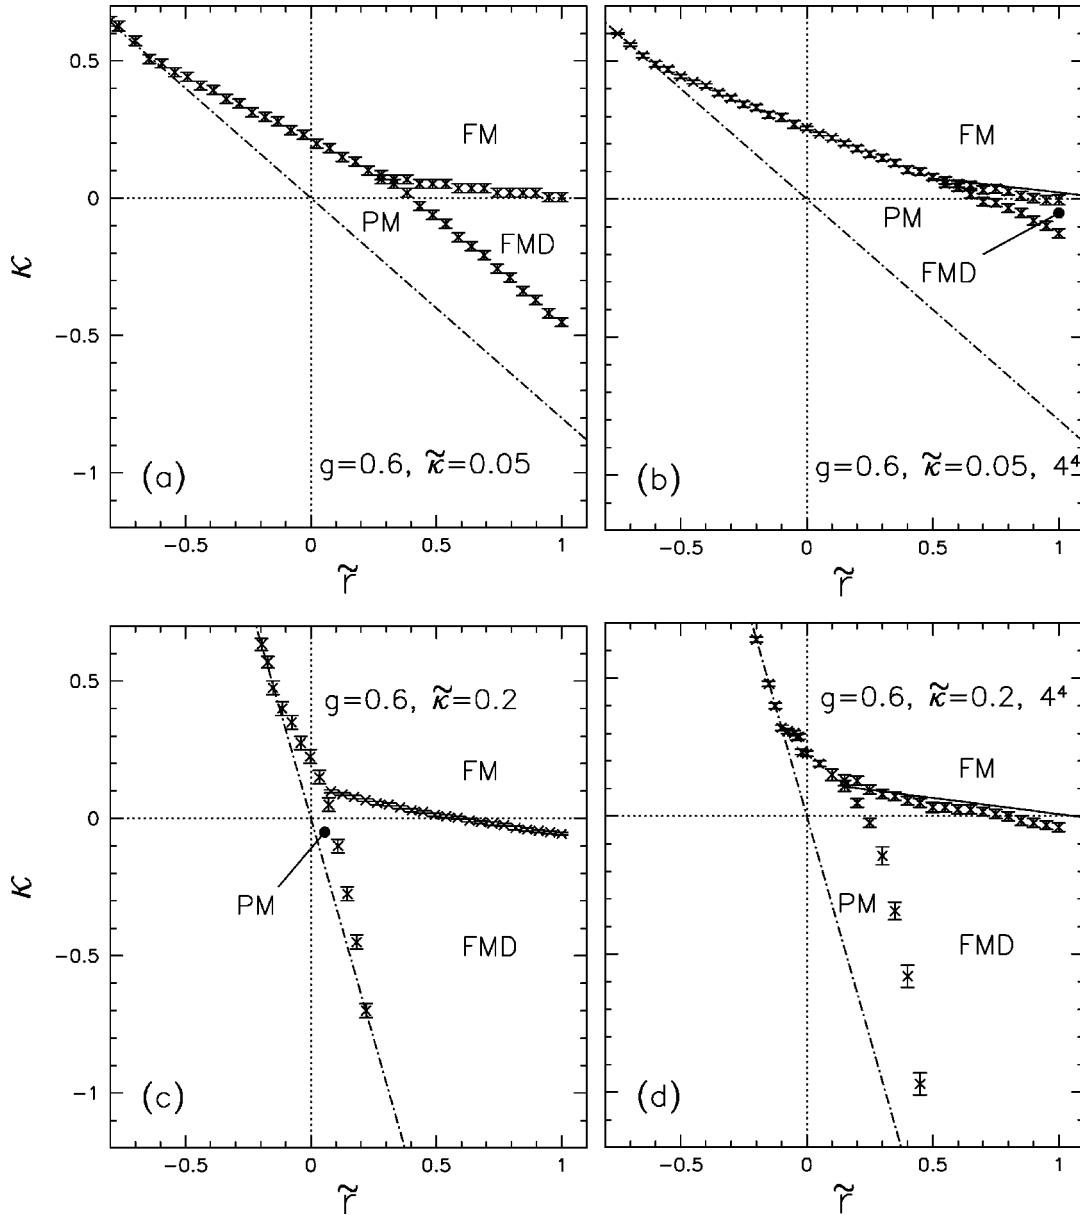 0.5
0
−0.5
−1
κ
FM
PM
FMD
(a)
g=0.6, κ̃=0.05
−0.5
0
0.5
1
r̃
FM
PM
FMD
(b)
g=0.6, κ̃=0.05, 4⁴
−0.5
0
0.5
1
r̃
0.5
0
−0.5
−1
κ
g=0.6, κ̃=0.2
FM
PM
FMD
(c)
−0.5
0
0.5
1
r̃
g=0.6, κ̃=0.2, 4⁴
FM
PM
FMD
(d)
−0.5
0
0.5
1
r̃